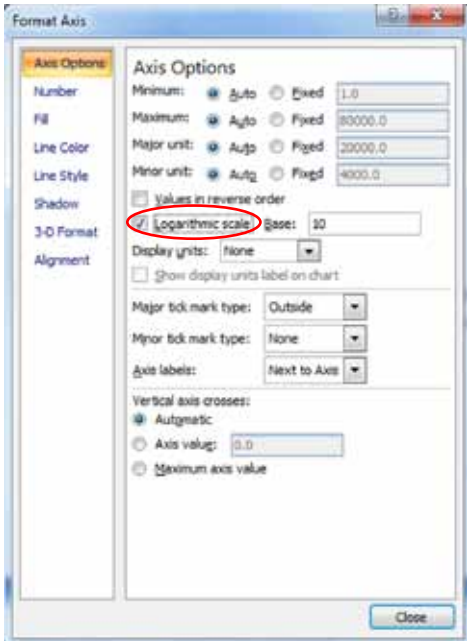 Format Axis
Axis Options
Number
Fill
Line Color
Line Style
Shadow
3-D Format
Alignment
Axis Options
Minimum: Auto Fixed 1.0
Maximum: Auto Fixed 80000.0
Major unit: Auto Fixed 20000.0
Minor unit: Auto Fixed 4000.0
Values in reverse order
Logarithmic scale Base: 10
Display units: None
Show display units label on chart
Major tick mark type: Outside
Minor tick mark type: None
Axis labels: Next to Axis
Vertical axis crosses:
Automatic
Axis value: 0.0
Maximum axis value
Close